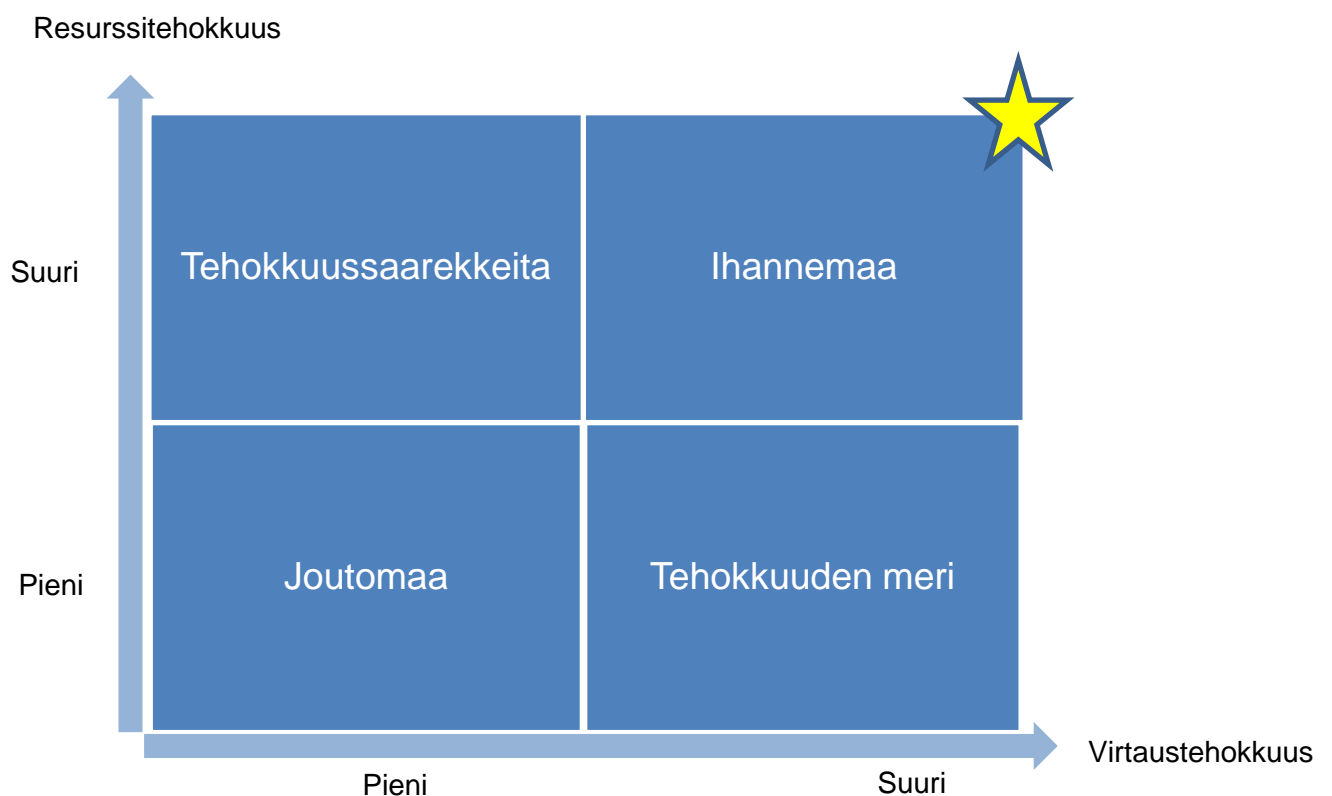 Resurssitehokkuus
Suuri
Tehokkuussaarekkeita
Ihannemaa
Pieni
Joutomaa
Tehokkuuden meri
Virtaustehokkuus
Pieni
Suuri